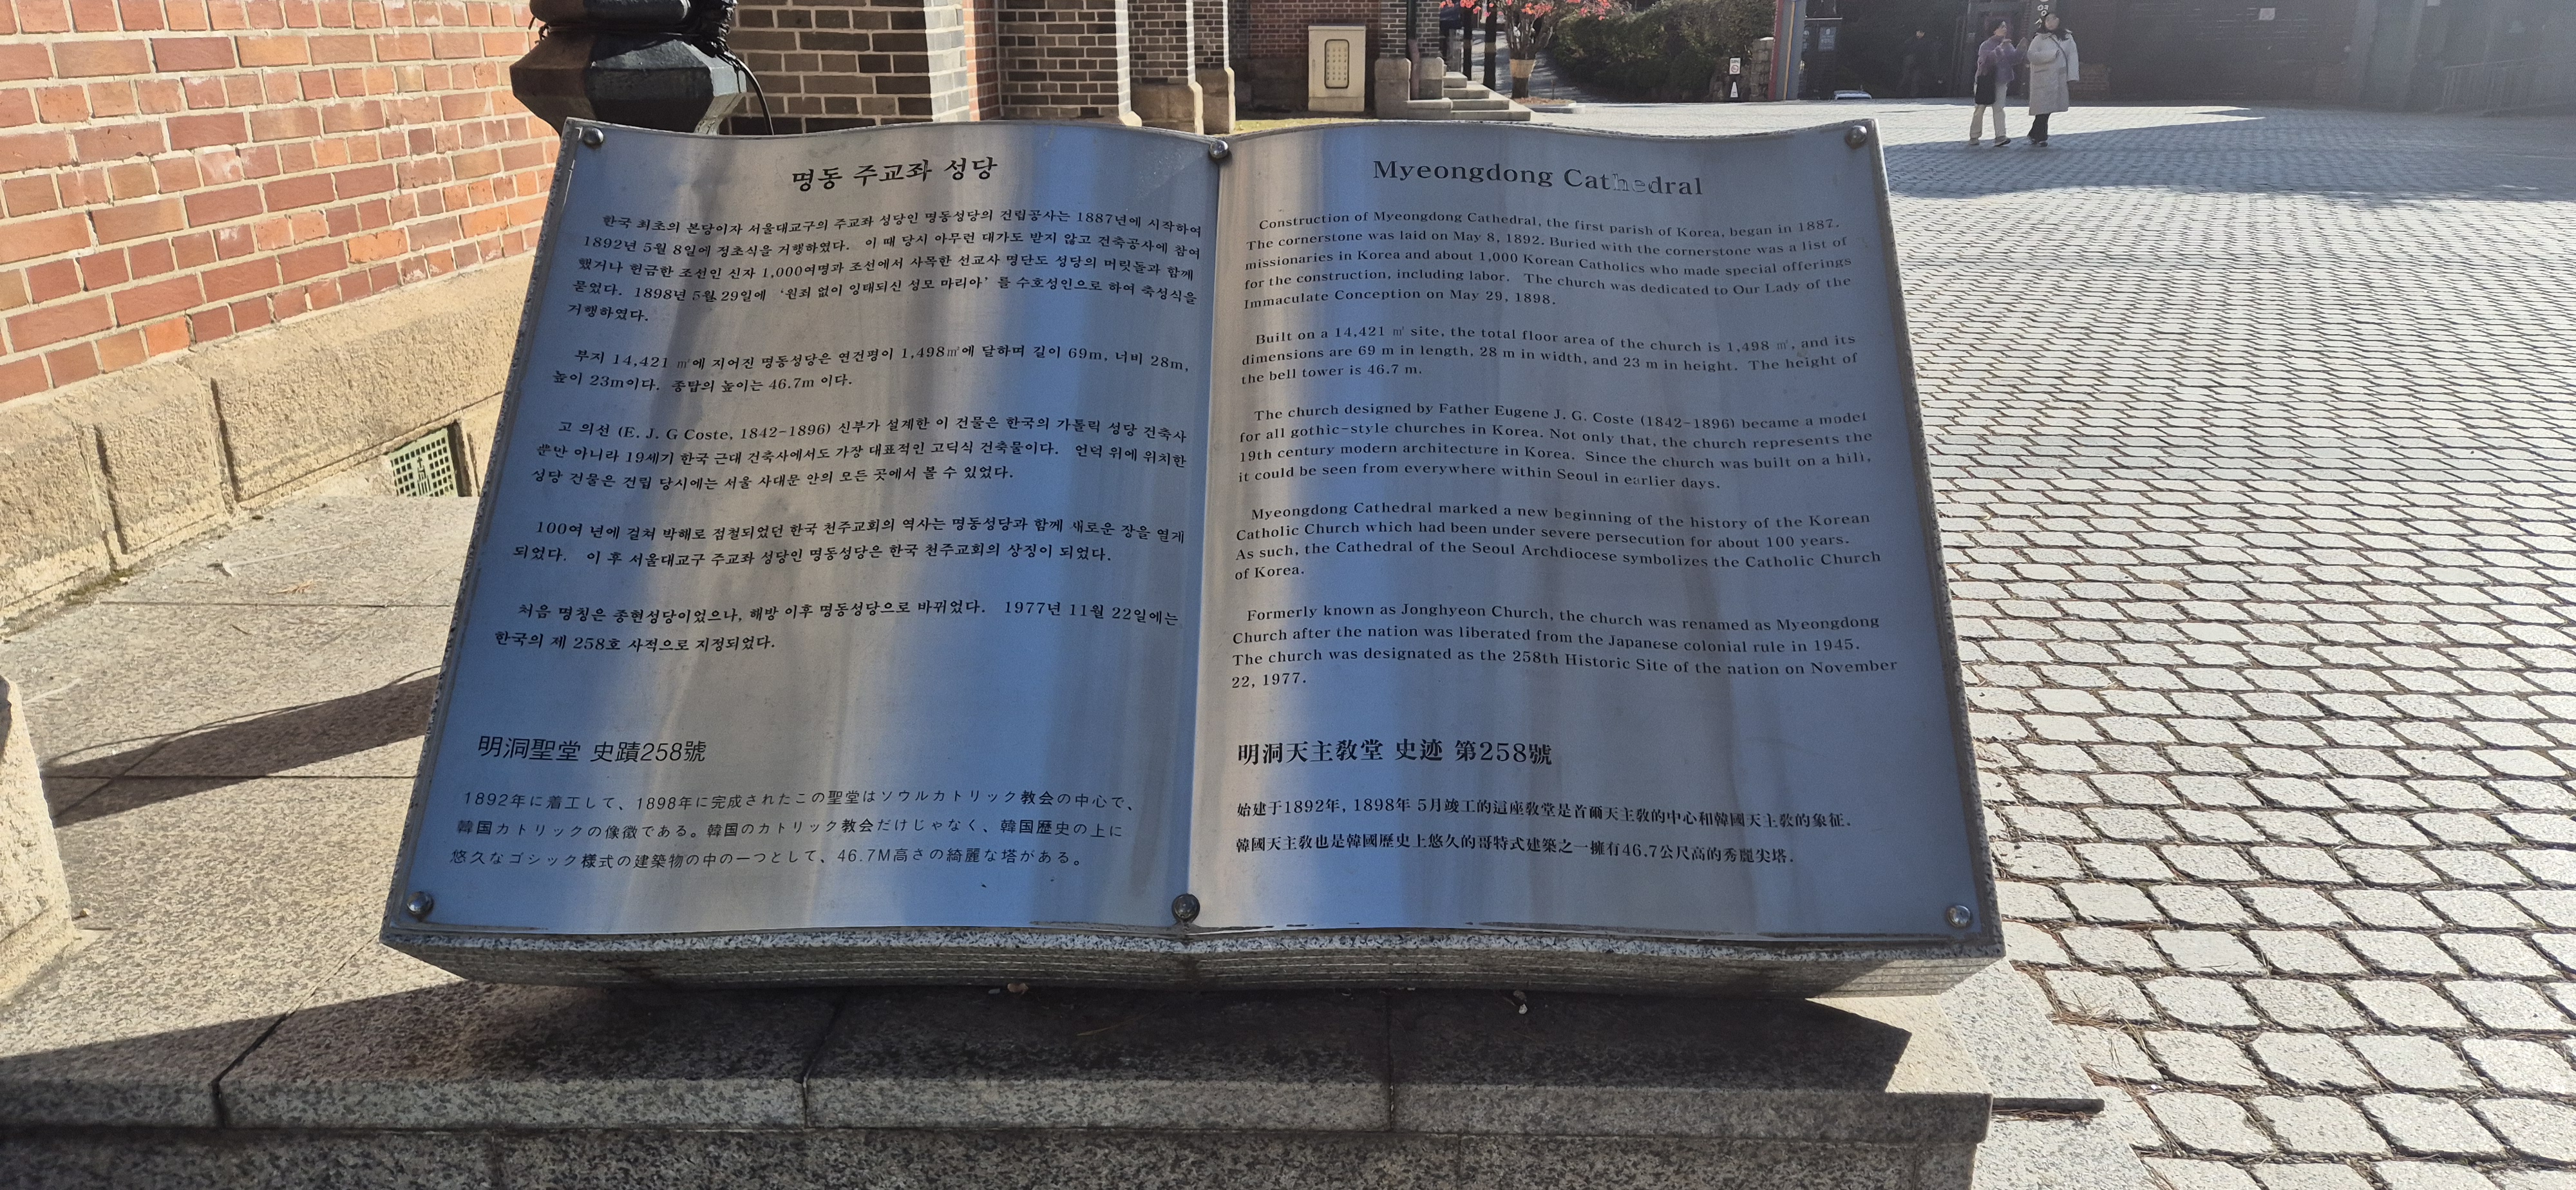 명동 주교좌 성당
한국 최초의 본당이자 서울대교구의 주교좌 성당인 명동성당의 건립공사는 1887년에 시작하여
1892년 5월 8일에 정초식을 거행하였다. 이 때 당시 아무런 대가도 받지 않고 건축공사에 참여
했거나 헌금한 조선인 신자 1,000여명과 조선에서 사목한 선교사 명단도 성당의 머릿돌과 함께
묻었다. 1898년 5월 29일에 ‘원죄 없이 잉태되신 성모 마리아’를 수호성인으로 하여 축성식을
거행하였다.
부지 14,421 ㎡에 지어진 명동성당은 연건평이 1,498㎡에 달하며 길이 69m, 너비 28m,
높이 23m이다. 종탑의 높이는 46.7m 이다.
고 의선 (E. J. G Coste, 1842-1896) 신부가 설계한 이 건물은 한국의 가톨릭 성당 건축사
뿐만 아니라 19세기 한국 근대 건축사에서도 가장 대표적인 고딕식 건축물이다. 언덕 위에 위치한
성당 건물은 건립 당시에는 서울 사대문 안의 모든 곳에서 볼 수 있었다.
100여 년에 걸쳐 박해로 점철되었던 한국 천주교회의 역사는 명동성당과 함께 새로운 장을 열게
되었다. 이 후 서울대교구 주교좌 성당인 명동성당은 한국 천주교회의 상징이 되었다.
처음 명칭은 종현성당이었으나, 해방 이후 명동성당으로 바뀌었다. 1977년 11월 22일에는
한국의 제 258호 사적으로 지정되었다.
明洞聖堂 史蹟258號
1892年に着工して、1898年に完成されたこの聖堂はソウルカトリック教会の中心で、
韓国カトリックの像徴である。韓国のカトリック教会だけじゃなく、韓国歴史の上に
悠久なゴシック様式の建築物の中の一つとして、46.7M高さの綺麗な塔がある。
Myeongdong Cathedral
Construction of Myeongdong Cathedral, the first parish of Korea, began in 1887.
The cornerstone was laid on May 8, 1892. Buried with the cornerstone was a list of
missionaries in Korea and about 1,000 Korean Catholics who made special offerings
for the construction, including labor. The church was dedicated to Our Lady of the
Immaculate Conception on May 29, 1898.
Built on a 14,421 ㎡ site, the total floor area of the church is 1,498 ㎡, and its
dimensions are 69 m in length, 28 m in width, and 23 m in height. The height of
the bell tower is 46.7 m.
The church designed by Father Eugene J. G. Coste (1842-1896) became a model
for all gothic-style churches in Korea. Not only that, the church represents the
19th century modern architecture in Korea. Since the church was built on a hill,
it could be seen from everywhere within Seoul in earlier days.
Myeongdong Cathedral marked a new beginning of the history of the Korean
Catholic Church which had been under severe persecution for about 100 years.
As such, the Cathedral of the Seoul Archdiocese symbolizes the Catholic Church
of Korea.
Formerly known as Jonghyeon Church, the church was renamed as Myeongdong
Church after the nation was liberated from the Japanese colonial rule in 1945.
The church was designated as the 258th Historic Site of the nation on November
22, 1977.
明洞天主敎堂 史迹 第258號
始建于1892年, 1898年 5月竣工的這座敎堂是首爾天主敎的中心和韓國天主敎的象征.
韓國天主敎也是韓國歷史上悠久的哥特式建築之一擁有46.7公尺高的秀麗尖塔.